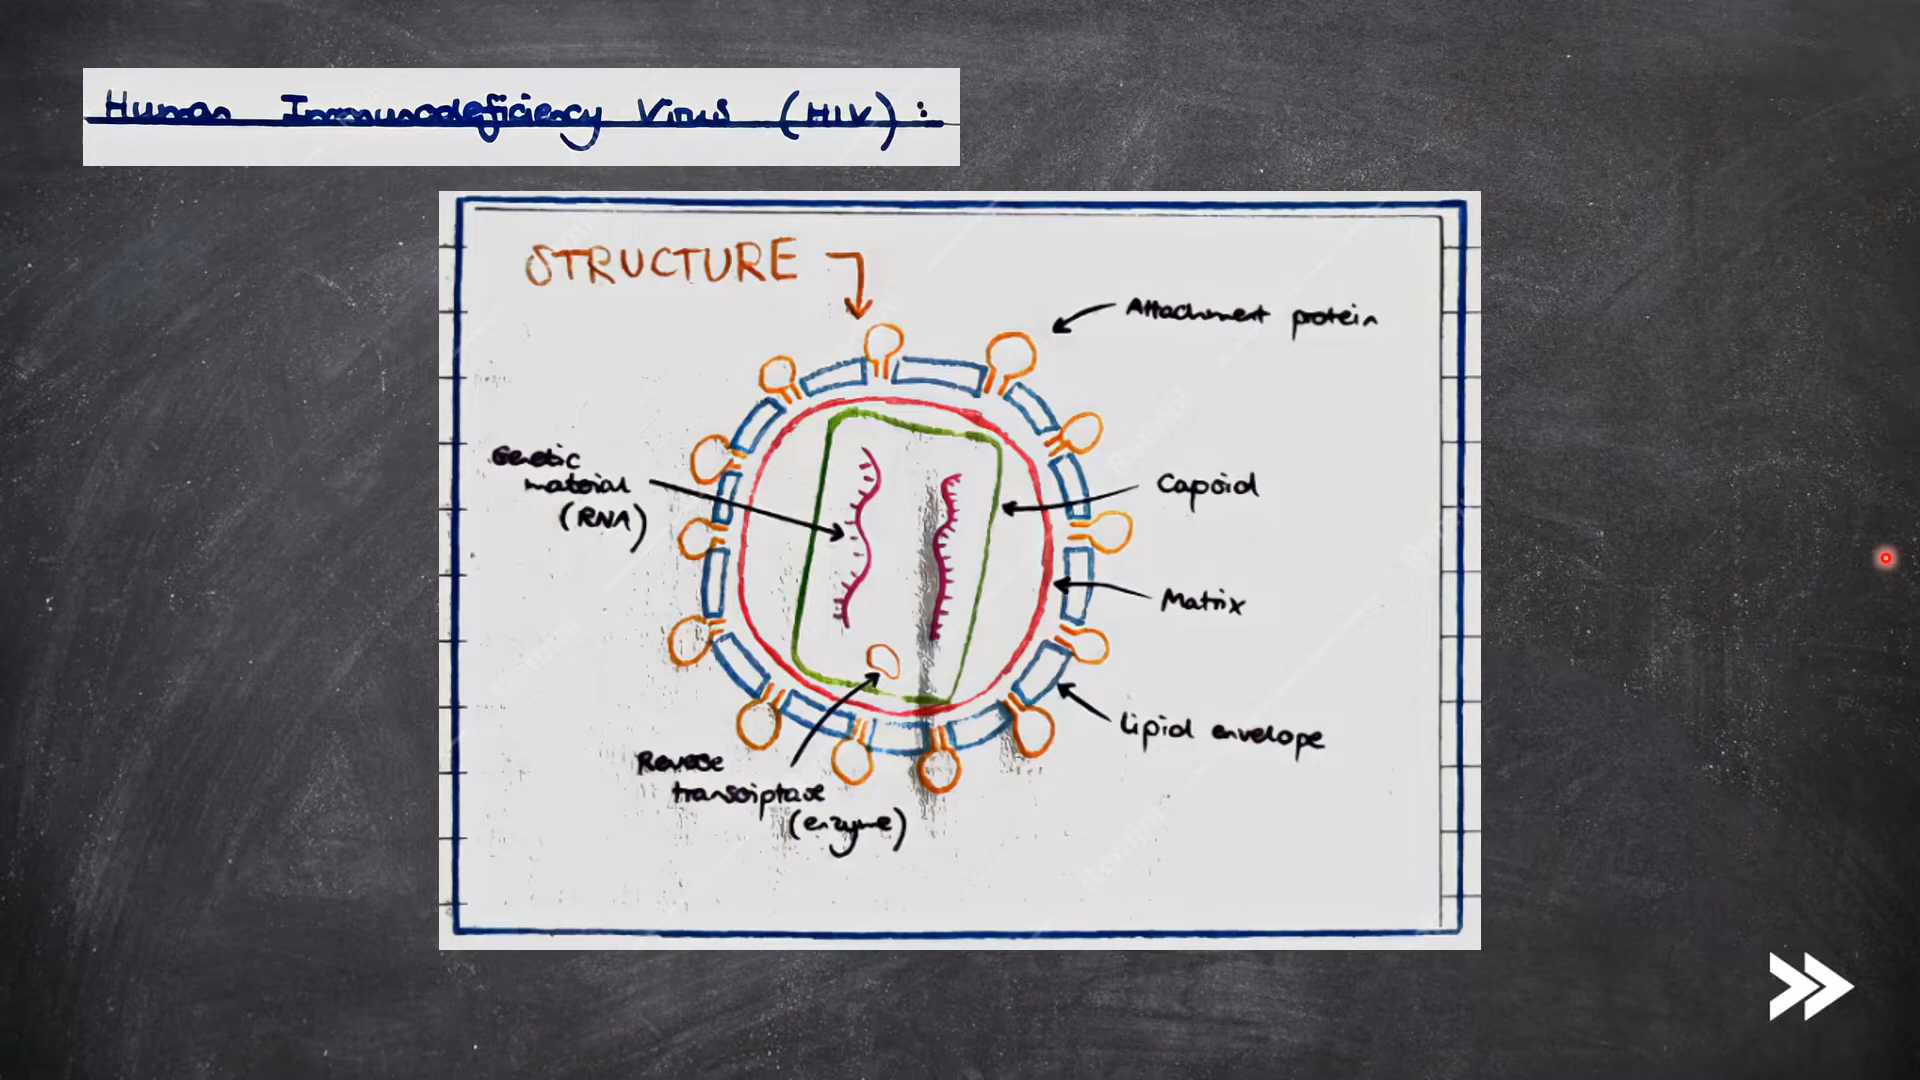 Human Immunodeficiency Virus (HIV):
STRUCTURE
Attachment protein
Genetic
material
(RNA)
Capsid
Matrix
Lipid envelope
Reverse
transcriptase
(enzyme)